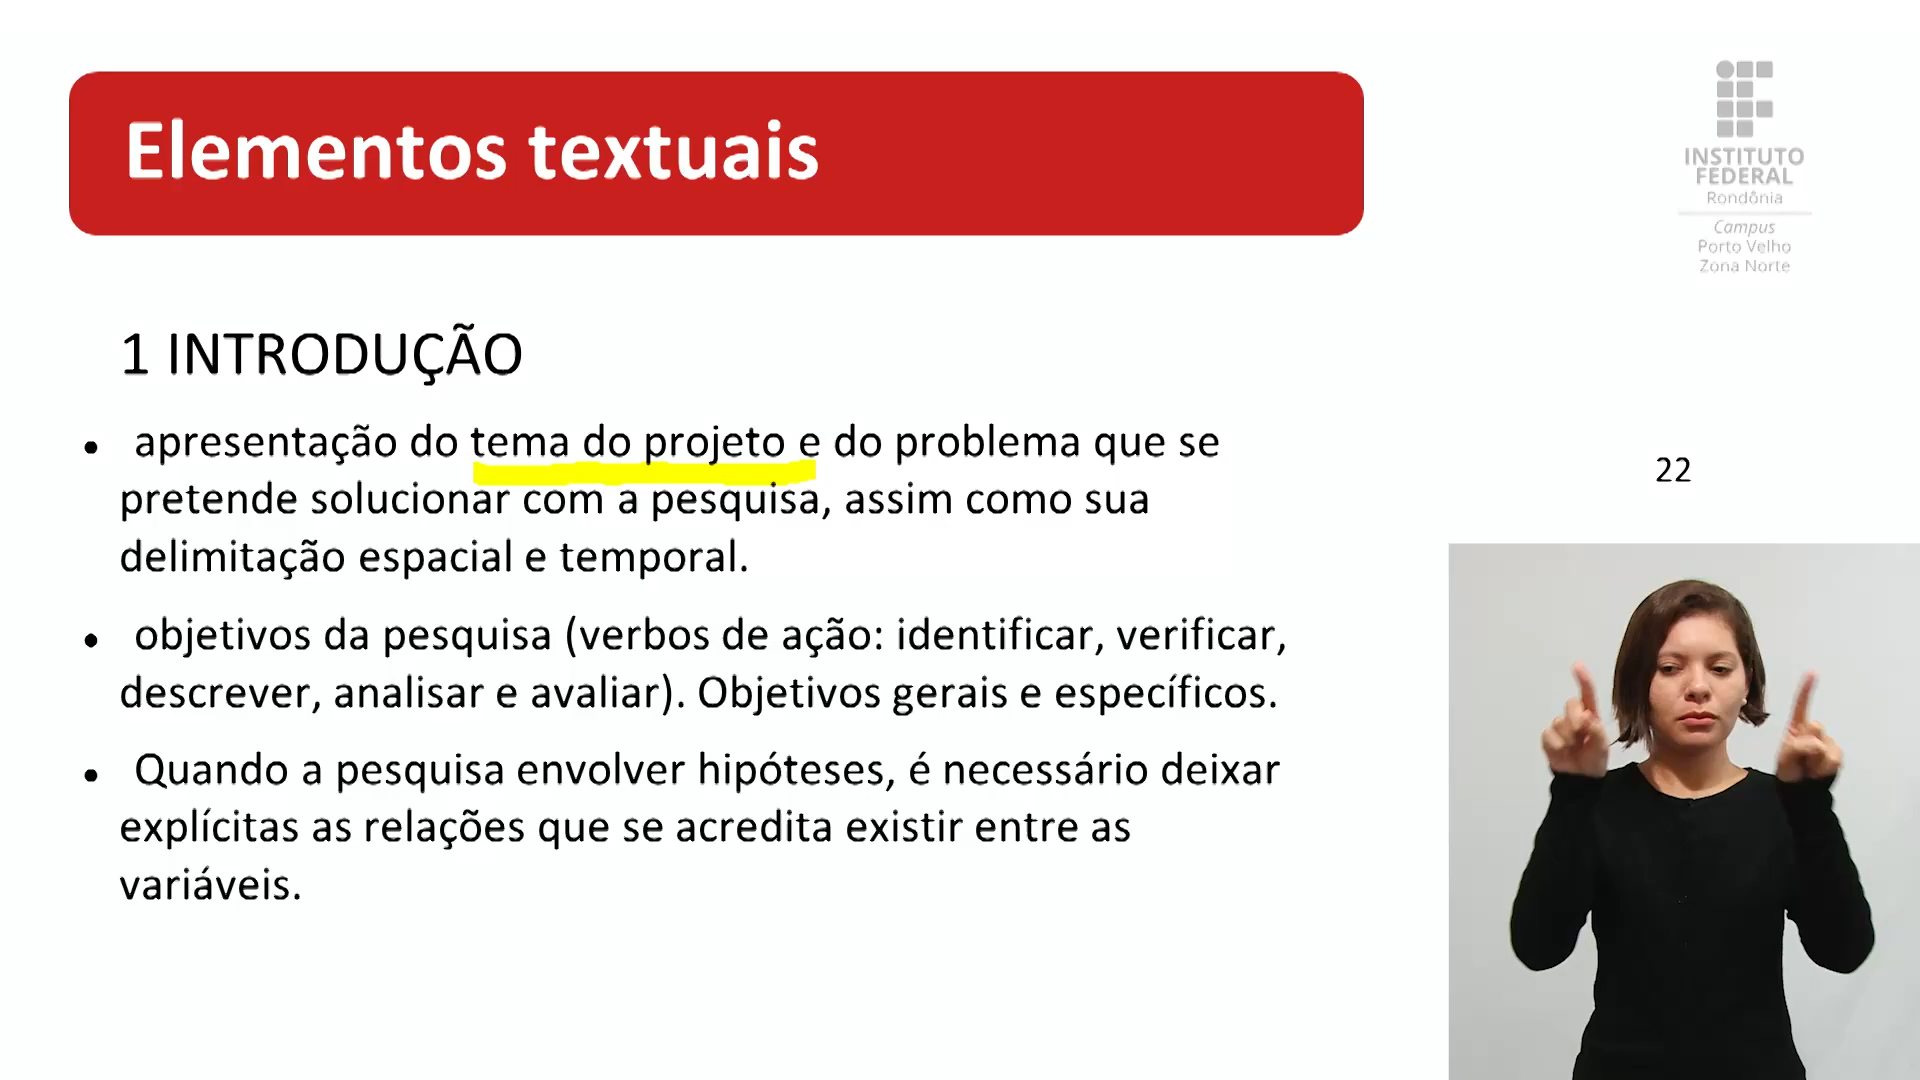 Elementos textuais
INSTITUTO
FEDERAL
Rondônia
Campus
Porto Velho
Zona Norte
1 INTRODUÇÃO
• apresentação do tema do projeto e do problema que se
pretende solucionar com a pesquisa, assim como sua
delimitação espacial e temporal.
• objetivos da pesquisa (verbos de ação: identificar, verificar,
descrever, analisar e avaliar). Objetivos gerais e específicos.
• Quando a pesquisa envolver hipóteses, é necessário deixar
explícitas as relações que se acredita existir entre as
variáveis.
22